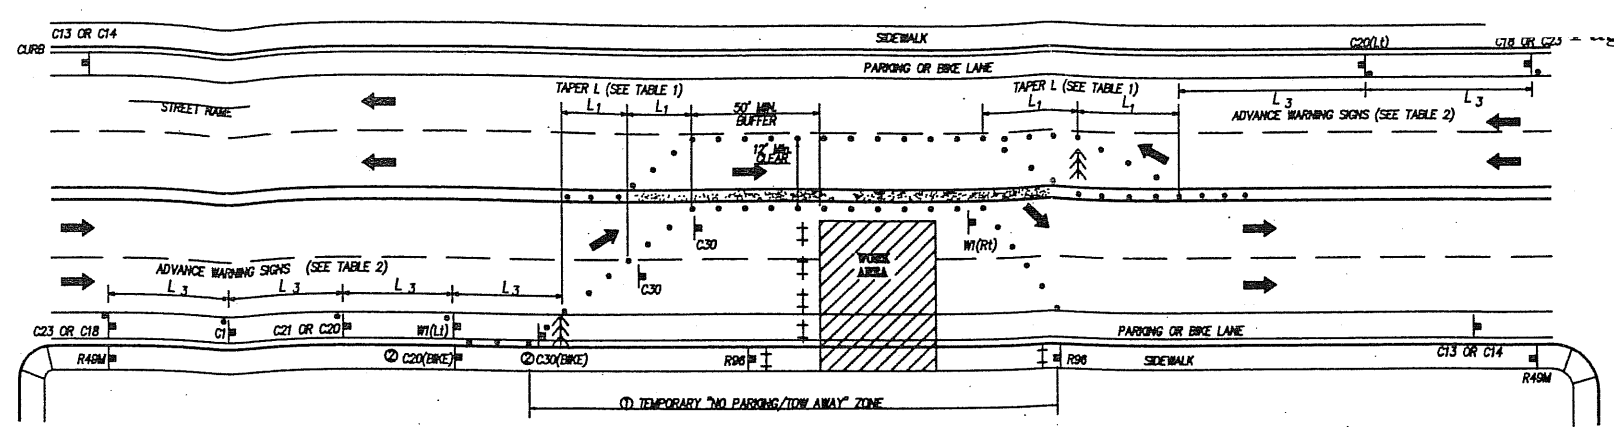 C13 OR C14
SIDEWALK
C20(Lt)
C18 OR C23
CURB
PARKING OR BIKE LANE
TAPER L (SEE TABLE 1)
TAPER L (SEE TABLE 1)
STREET NAME
L1
L1
50' MIN.
BUFFER
L1
L1
L3
L3
ADVANCE WARNING SIGNS (SEE TABLE 2)
12' Min.
CLEAR
C30
W1(Rt)
WORK
AREA
ADVANCE WARNING SIGNS (SEE TABLE 2)
C30
L3
L3
L3
L3
C23 OR C18
C1
C21 OR C20
W1(Lt)
PARKING OR BIKE LANE
R49M
② C20(BIKE)
② C30(BIKE)
R96
R96
SIDEWALK
C13 OR C14
R49M
① TEMPORARY "NO PARKING/TOW AWAY" ZONE